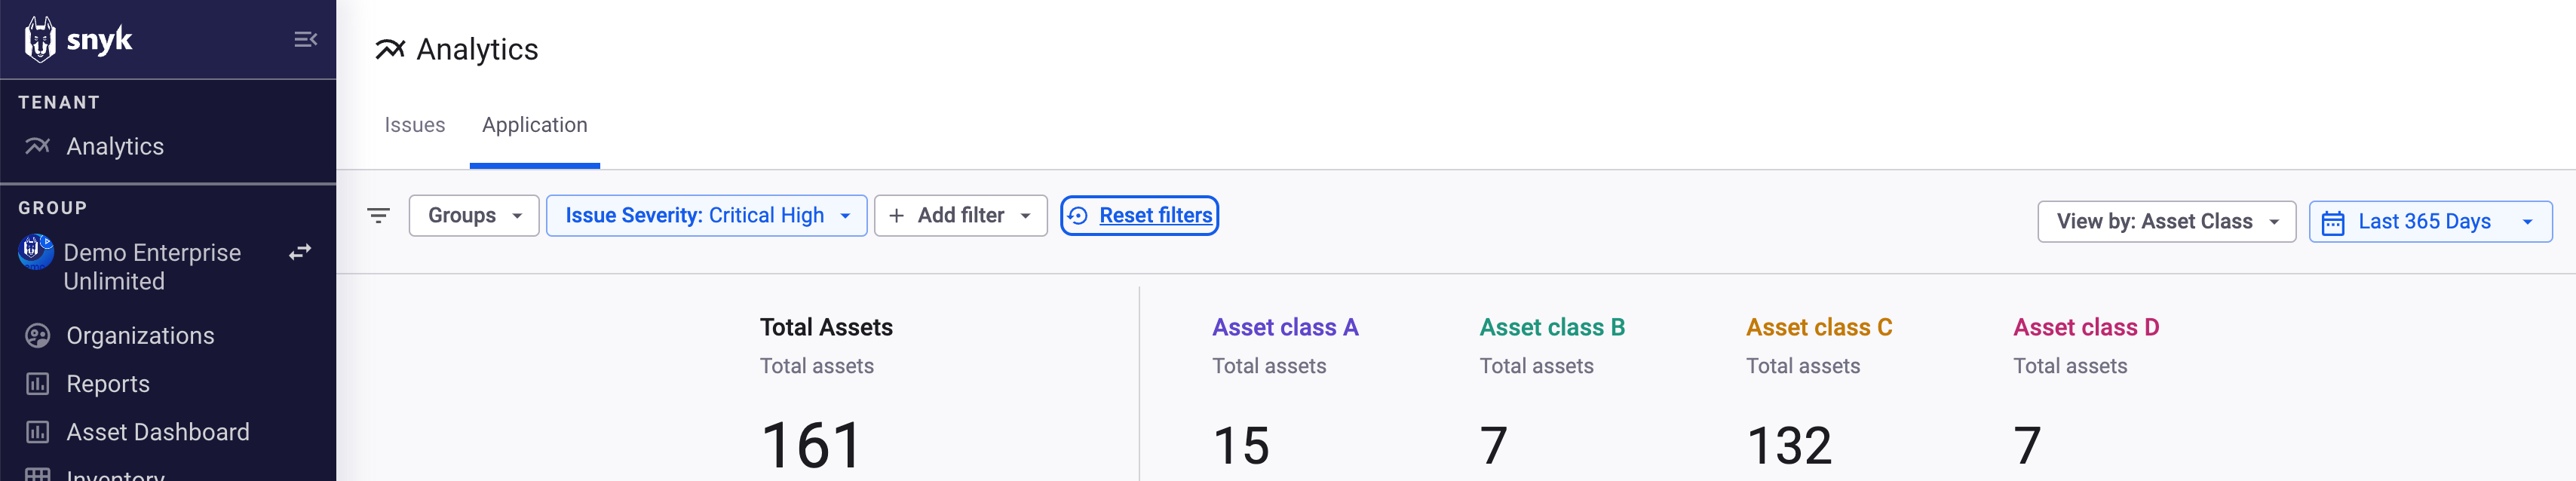 snyk
TENANT
Analytics
GROUP
Demo Enterprise
Unlimited
Organizations
Reports
Asset Dashboard
Inventory
Analytics
Issues
Application
Groups
Issue Severity: Critical High
+ Add filter
Reset filters
View by: Asset Class
Last 365 Days
Total Assets
Total assets
161
Asset class A
Total assets
15
Asset class B
Total assets
7
Asset class C
Total assets
132
Asset class D
Total assets
7